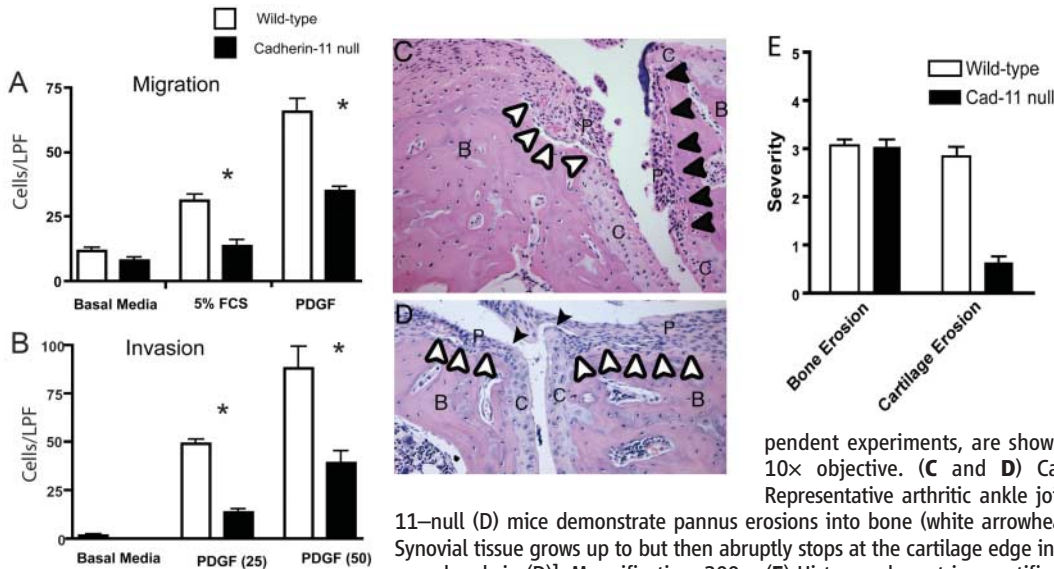 Wild-type
Cadherin-11 null
A
Migration
Cells/LPF
75
50
25
0
*
*
Basal Media
5% FCS
PDGF
B
Invasion
Cells/LPF
100
75
50
25
0
*
*
Basal Media
PDGF (25)
PDGF (50)
C
C
B
P
B
P
C
C
D
P
P
B
C
C
B
E
Wild-type
Cad-11 null
Severity
5
4
3
2
1
0
Bone Erosion
Cartilage Erosion
pendent experiments, are show
10× objective. (C and D) Ca
Representative arthritic ankle jo
11–null (D) mice demonstrate pannus erosions into bone (white arrowhea
Synovial tissue grows up to but then abruptly stops at the cartilage edge in